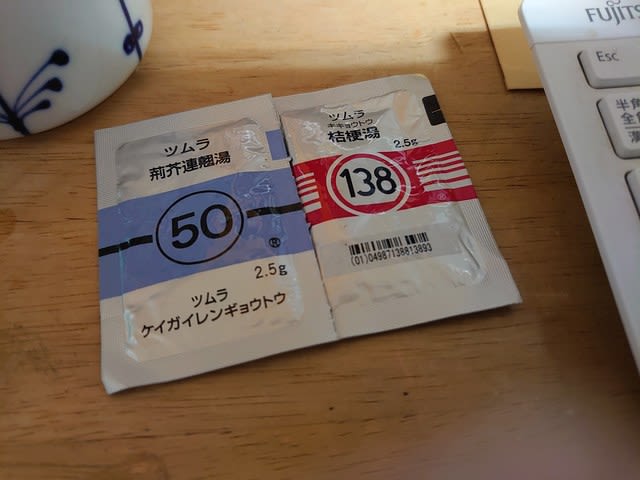 ツムラ
荊芥連翹湯
50
®
2.5g
ツムラ
ケイガイレンギョウトウ
ツムラ
キキョウトウ
桔梗湯
2.5g
138
(01)04987138813893
FUJITS
Esc
半角
全角